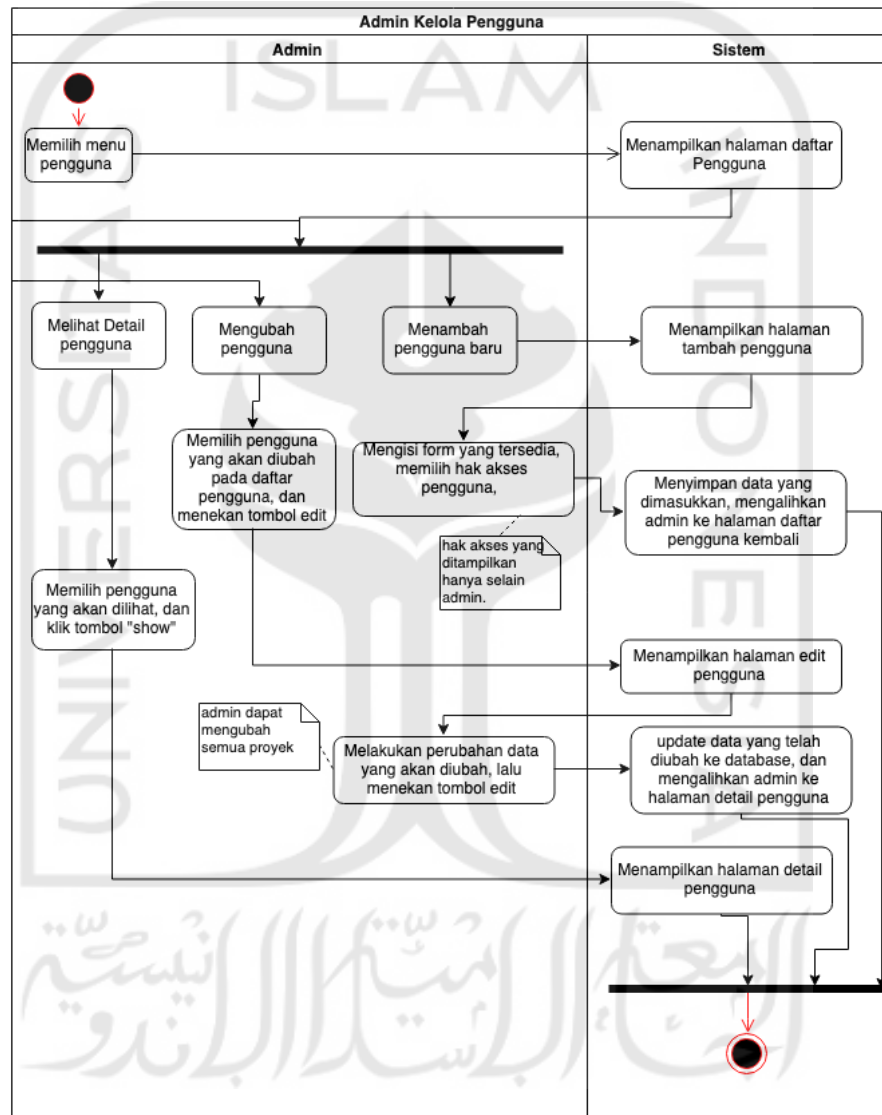 Admin Kelola Pengguna
Admin
Sistem
ISLAM
UNIVERSITAS
INDONESIA
Memilih menu
pengguna
Menampilkan halaman daftar
Pengguna
Melihat Detail
pengguna
Mengubah
pengguna
Menambah
pengguna baru
Menampilkan halaman
tambah pengguna
Memilih pengguna
yang akan diubah
pada daftar
pengguna, dan
menekan tombol edit
Mengisi form yang tersedia,
memilih hak akses
pengguna,
Menyimpan data yang
dimasukkan, mengalihkan
admin ke halaman daftar
pengguna kembali
hak akses yang
ditampilkan
hanya selain
admin.
Memilih pengguna
yang akan dilihat, dan
klik tombol "show"
Menampilkan halaman edit
pengguna
admin dapat
mengubah
semua proyek
Melakukan perubahan data
yang akan diubah, lalu
menekan tombol edit
update data yang telah
diubah ke database, dan
mengalihkan admin ke
halaman detail pengguna
Menampilkan halaman detail
pengguna